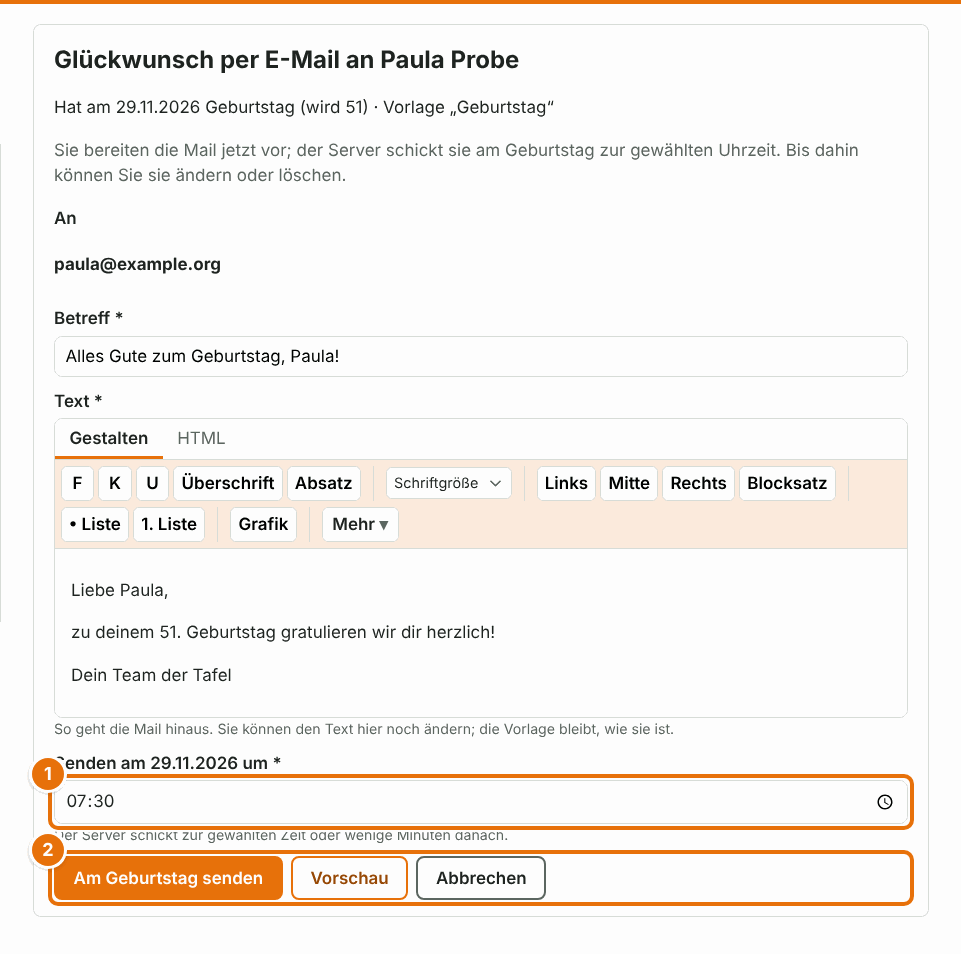 Glückwunsch per E-Mail an Paula Probe
Hat am 29.11.2026 Geburtstag (wird 51) · Vorlage „Geburtstag“
Sie bereiten die Mail jetzt vor; der Server schickt sie am Geburtstag zur gewählten Uhrzeit. Bis dahin
können Sie sie ändern oder löschen.
An
paula@example.org
Betreff *
Alles Gute zum Geburtstag, Paula!
Text *
Gestalten HTML
F K U Überschrift Absatz Schriftgröße Links Mitte Rechts Blocksatz
• Liste 1. Liste Grafik Mehr ▾
Liebe Paula,
zu deinem 51. Geburtstag gratulieren wir dir herzlich!
Dein Team der Tafel
So geht die Mail hinaus. Sie können den Text hier noch ändern; die Vorlage bleibt, wie sie ist.
1 Senden am 29.11.2026 um *
07:30
Der Server schickt zur gewählten Zeit oder wenige Minuten danach.
2
Am Geburtstag senden Vorschau Abbrechen